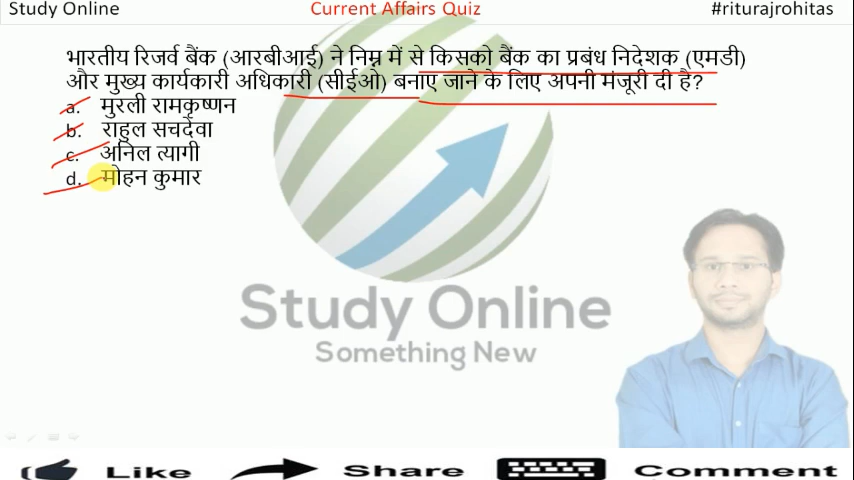 Study Online Current Affairs Quiz #riturajrohitas
भारतीय रिजर्व बैंक (आरबीआई) ने निम्न में से किसको बैंक का प्रबंध निदेशक (एमडी)
और मुख्य कार्यकारी अधिकारी (सीईओ) बनाए जाने के लिए अपनी मंजूरी दी है?
a. मुरली रामकृष्णन
b. राहुल सचदेवा
c. अनिल त्यागी
d. मोहन कुमार
Study Online
Something New
Like Share Comment